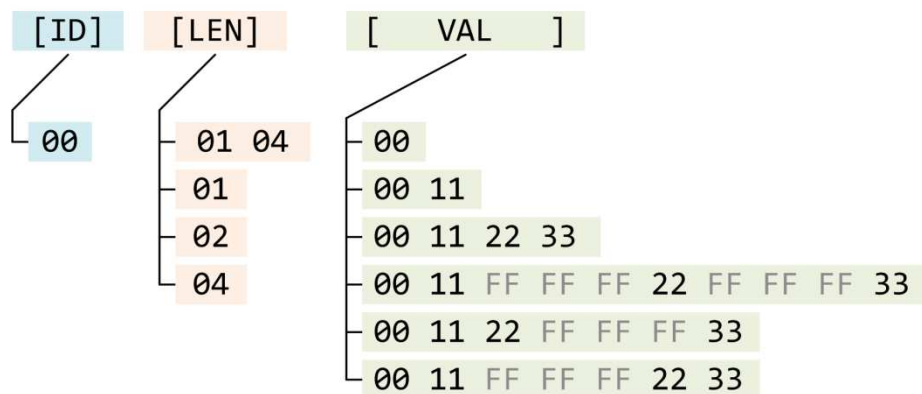 [ID] [LEN] [ VAL ]
00 01 04 00
01 00 11
02 00 11 22 33
04 00 11 FF FF FF 22 FF FF FF 33
00 11 22 FF FF FF 33
00 11 FF FF FF 22 33